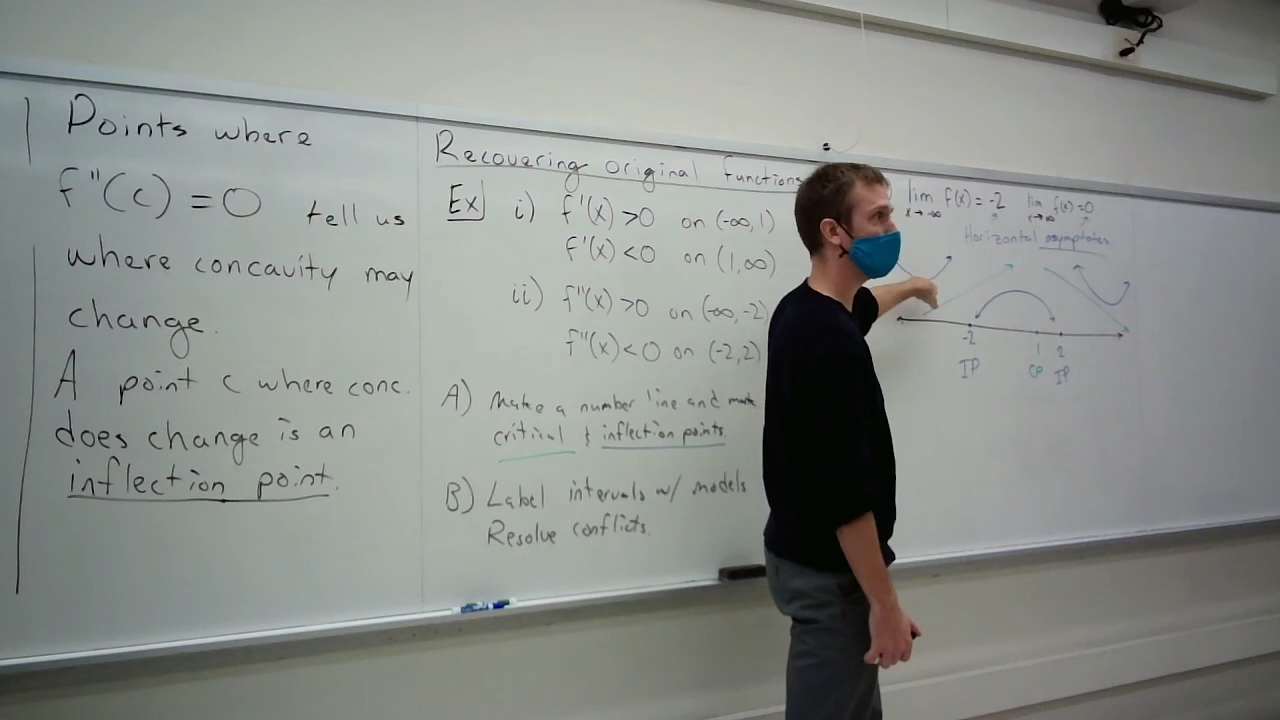 Points where
f"(c) = 0 tell us
where concavity may
change.
A point c where conc.
does change is an
inflection point.
Recovering original functions
Ex i) f'(x) >0 on (-∞, 1)
f'(x) <0 on (1, ∞)
ii) f"(x) >0 on (-∞, -2)
f"(x) <0 on (-2, 2)
A) Make a number line and mark
critical & inflection points.
B) Label intervals w/ models
Resolve conflicts.
lim f(x) = -2 lim f(x) = 0
x → -∞ x → ∞
Horizontal asymptotes
-2 1 2
IP CP IP